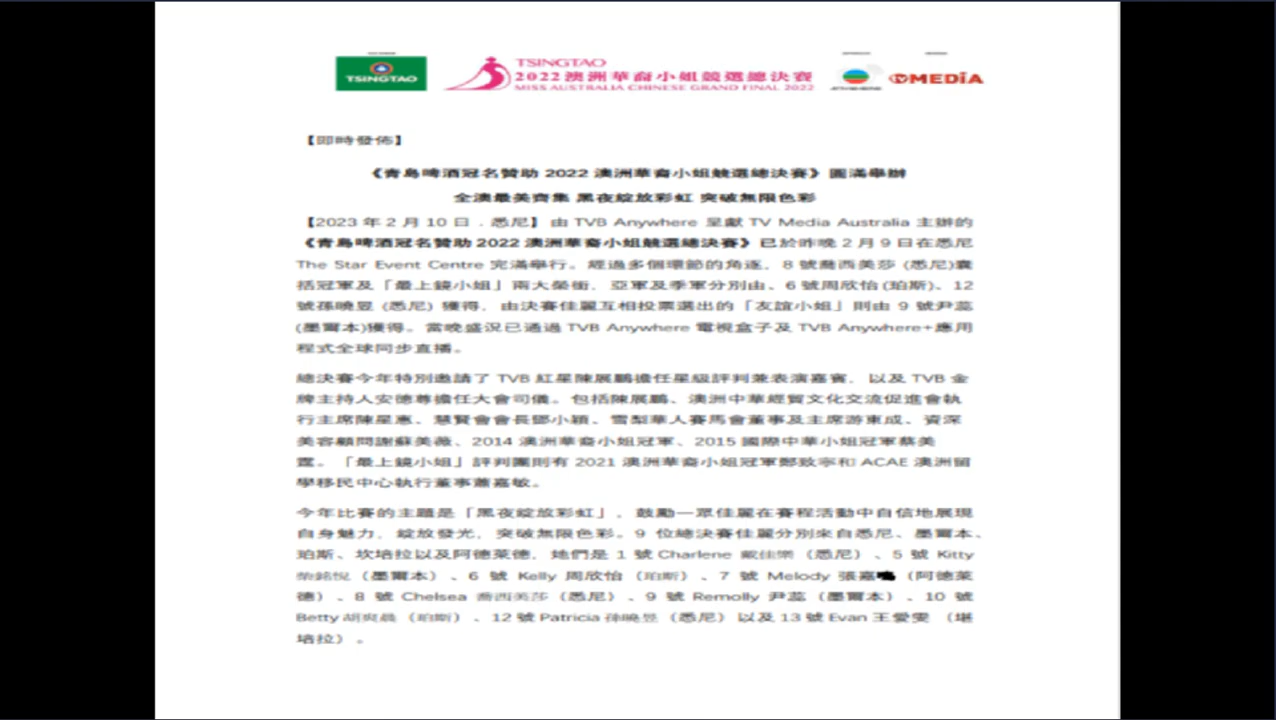 TSINGTAO
TSINGTAO
2022 澳洲華裔小姐競選總決賽
MISS AUSTRALIA CHINESE GRAND FINAL 2022
TV MEDIA
【即時發佈】
《青島啤酒冠名贊助 2022 澳洲華裔小姐競選總決賽》圓滿舉辦
全澳最美齊集 黑夜綻放彩虹 突破無限色彩
【2023 年 2 月 10 日．悉尼】 由 TVB Anywhere 呈獻 TV Media Australia 主辦的
《青島啤酒冠名贊助 2022 澳洲華裔小姐競選總決賽》已於昨晚 2 月 9 日在悉尼
The Star Event Centre 完滿舉行。經過多個環節的角逐，8 號喬西美莎 (悉尼)囊
括冠軍及「最上鏡小姐」兩大榮銜，亞軍及季軍分別由、6 號周欣怡 (珀斯)、12
號孫曉昱 (悉尼) 獲得，由決賽佳麗互相投票選出的「友誼小姐」則由 9 號尹蕊
(墨爾本)獲得。當晚盛況已通過 TVB Anywhere 電視盒子及 TVB Anywhere+應用
程式全球同步直播。
總決賽今年特別邀請了 TVB 紅星陳展鵬擔任星級評判兼表演嘉賓，以及 TVB 金
牌主持人安德尊擔任大會司儀。包括陳展鵬、澳洲中華經貿文化交流促進會執
行主席陳星惠、慧賢會會長鄧小穎、雪梨華人賽馬會董事及主席游東成、資深
美容顧問謝蘇美薇、2014 澳洲華裔小姐冠軍、2015 國際中華小姐冠軍蔡美
霆。「最上鏡小姐」評判團則有 2021 澳洲華裔小姐冠軍鄭致寧和 ACAE 澳洲留
學移民中心執行董事蕭嘉敏。
今年比賽的主題是「黑夜綻放彩虹」，鼓勵一眾佳麗在賽程活動中自信地展現
自身魅力，綻放發光，突破無限色彩。9 位總決賽佳麗分別來自悉尼、墨爾本、
珀斯、坎培拉以及阿德萊德，她們是 1 號 Charlene 戴佳樂（悉尼）、5 號 Kitty
榮銘悅（墨爾本）、6 號 Kelly 周欣怡（珀斯）、7 號 Melody 張嘉（阿德萊
德）、8 號 Chelsea 喬西美莎（悉尼）、9 號 Remolly 尹蕊（墨爾本）、10 號
Betty 胡爽晨（珀斯）、12 號 Patricia 孫曉昱（悉尼）以及 13 號 Evan 王愛雯 （堪
培拉）。